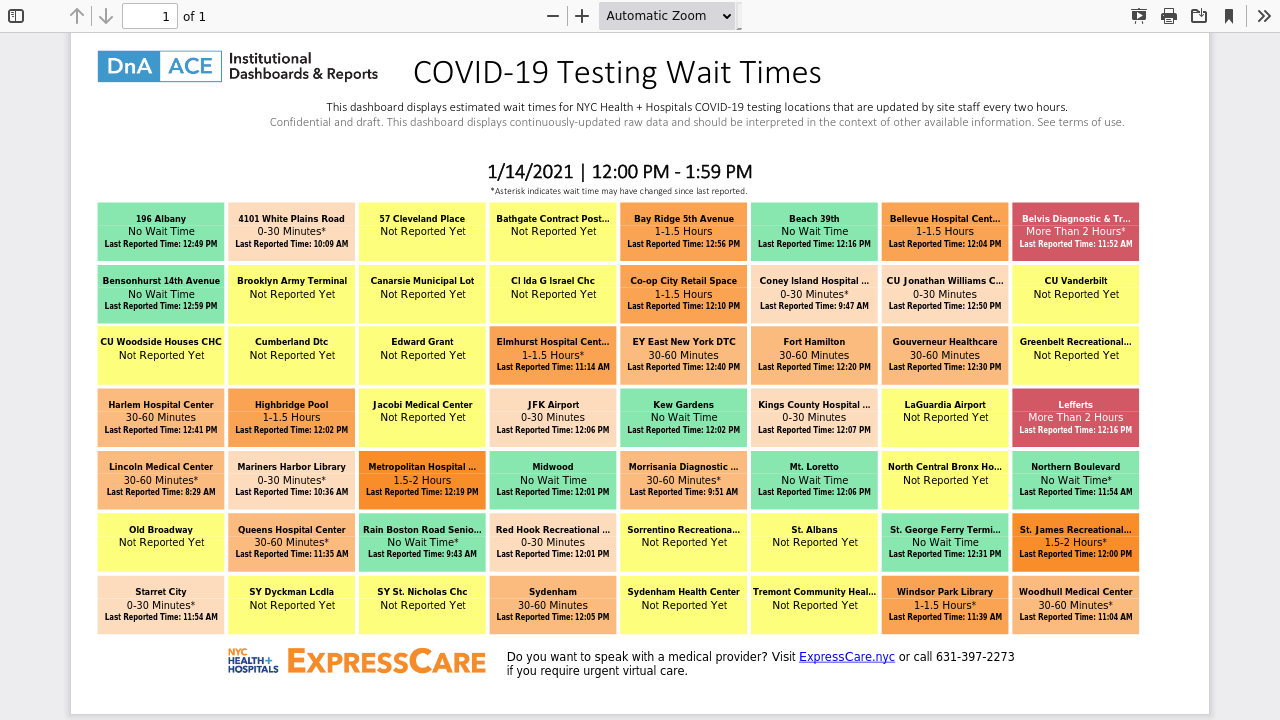 1
of 1
Automatic Zoom
DnA ACE Institutional
Dashboards & Reports
COVID-19 Testing Wait Times
This dashboard displays estimated wait times for NYC Health + Hospitals COVID-19 testing locations that are updated by site staff every two hours.
Confidential and draft. This dashboard displays continuously-updated raw data and should be interpreted in the context of other available information. See terms of use.
1/14/2021 | 12:00 PM - 1:59 PM
*Asterisk indicates wait time may have changed since last reported.
196 Albany
No Wait Time
Last Reported Time: 12:49 PM
4101 White Plains Road
0-30 Minutes*
Last Reported Time: 10:09 AM
57 Cleveland Place
Not Reported Yet
Bathgate Contract Post...
Not Reported Yet
Bay Ridge 5th Avenue
1-1.5 Hours
Last Reported Time: 12:56 PM
Beach 39th
No Wait Time
Last Reported Time: 12:16 PM
Bellevue Hospital Cent...
1-1.5 Hours
Last Reported Time: 12:04 PM
Belvis Diagnostic & Tr...
More Than 2 Hours*
Last Reported Time: 11:52 AM
Bensonhurst 14th Avenue
No Wait Time
Last Reported Time: 12:59 PM
Brooklyn Army Terminal
Not Reported Yet
Canarsie Municipal Lot
Not Reported Yet
Cl Ida G Israel Chc
Not Reported Yet
Co-op City Retail Space
1-1.5 Hours
Last Reported Time: 12:10 PM
Coney Island Hospital ...
0-30 Minutes*
Last Reported Time: 9:47 AM
CU Jonathan Williams C...
0-30 Minutes
Last Reported Time: 12:50 PM
CU Vanderbilt
Not Reported Yet
CU Woodside Houses CHC
Not Reported Yet
Cumberland Dtc
Not Reported Yet
Edward Grant
Not Reported Yet
Elmhurst Hospital Cent...
1-1.5 Hours*
Last Reported Time: 11:14 AM
EY East New York DTC
30-60 Minutes
Last Reported Time: 12:40 PM
Fort Hamilton
30-60 Minutes
Last Reported Time: 12:20 PM
Gouverneur Healthcare
30-60 Minutes
Last Reported Time: 12:30 PM
Greenbelt Recreational...
Not Reported Yet
Harlem Hospital Center
30-60 Minutes
Last Reported Time: 12:41 PM
Highbridge Pool
1-1.5 Hours
Last Reported Time: 12:02 PM
Jacobi Medical Center
Not Reported Yet
JFK Airport
0-30 Minutes
Last Reported Time: 12:06 PM
Kew Gardens
No Wait Time
Last Reported Time: 12:02 PM
Kings County Hospital ...
0-30 Minutes
Last Reported Time: 12:07 PM
LaGuardia Airport
Not Reported Yet
Lefferts
More Than 2 Hours
Last Reported Time: 12:16 PM
Lincoln Medical Center
30-60 Minutes*
Last Reported Time: 8:29 AM
Mariners Harbor Library
0-30 Minutes*
Last Reported Time: 10:36 AM
Metropolitan Hospital ...
1.5-2 Hours
Last Reported Time: 12:19 PM
Midwood
No Wait Time
Last Reported Time: 12:01 PM
Morrisania Diagnostic ...
30-60 Minutes*
Last Reported Time: 9:51 AM
Mt. Loretto
No Wait Time
Last Reported Time: 12:06 PM
North Central Bronx Ho...
Not Reported Yet
Northern Boulevard
No Wait Time*
Last Reported Time: 11:54 AM
Old Broadway
Not Reported Yet
Queens Hospital Center
30-60 Minutes*
Last Reported Time: 11:35 AM
Rain Boston Road Senio...
No Wait Time*
Last Reported Time: 9:43 AM
Red Hook Recreational ...
0-30 Minutes
Last Reported Time: 12:01 PM
Sorrentino Recreationa...
Not Reported Yet
St. Albans
Not Reported Yet
St. George Ferry Termi...
No Wait Time
Last Reported Time: 12:31 PM
St. James Recreational...
1.5-2 Hours*
Last Reported Time: 12:00 PM
Starret City
0-30 Minutes*
Last Reported Time: 11:54 AM
SY Dyckman Lcdla
Not Reported Yet
SY St. Nicholas Chc
Not Reported Yet
Sydenham
30-60 Minutes
Last Reported Time: 12:05 PM
Sydenham Health Center
Not Reported Yet
Tremont Community Heal...
Not Reported Yet
Windsor Park Library
1-1.5 Hours*
Last Reported Time: 11:39 AM
Woodhull Medical Center
30-60 Minutes*
Last Reported Time: 11:04 AM
NYC
HEALTH+
HOSPITALS
EXPRESSCARE
Do you want to speak with a medical provider? Visit ExpressCare.nyc or call 631-397-2273
if you require urgent virtual care.